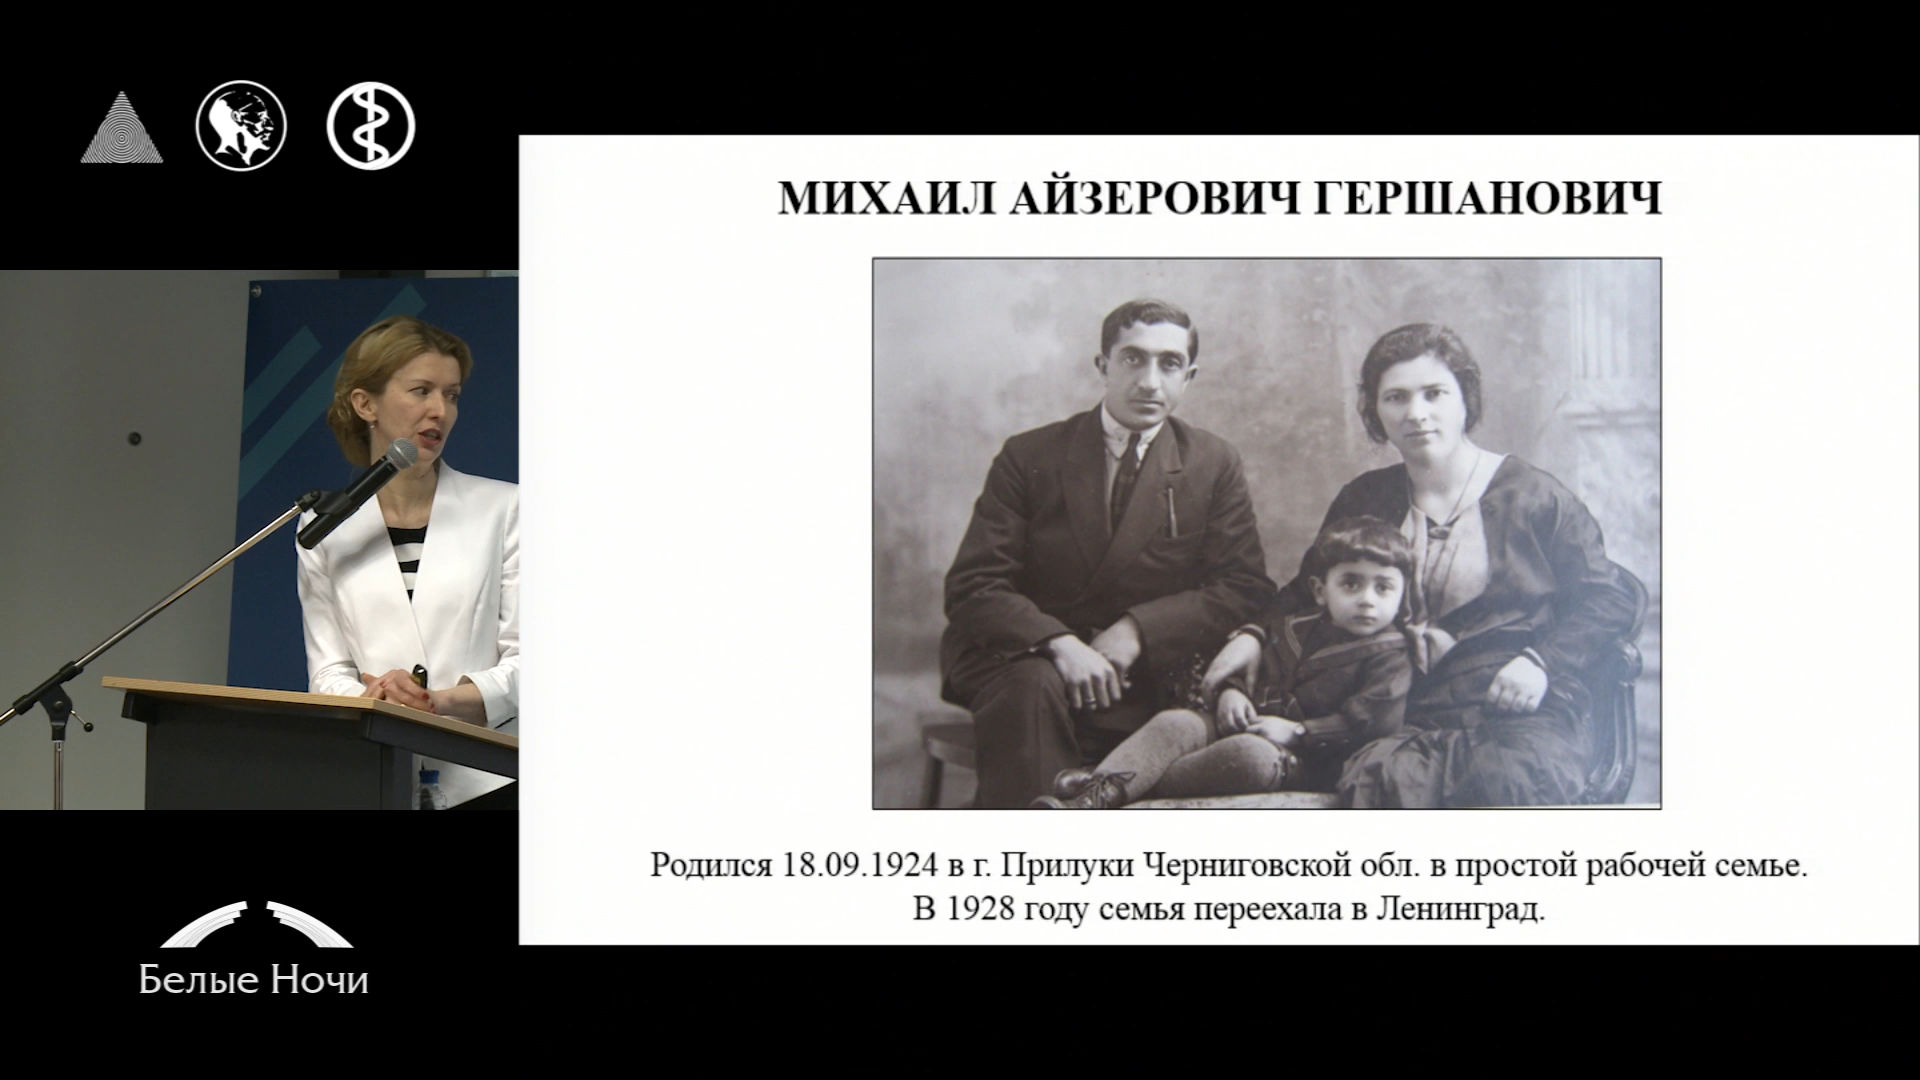 МИХАИЛ АЙЗЕРОВИЧ ГЕРШАНОВИЧ
Родился 18.09.1924 в г. Прилуки Черниговской обл. в простой рабочей семье.
В 1928 году семья переехала в Ленинград.
Белые Ночи